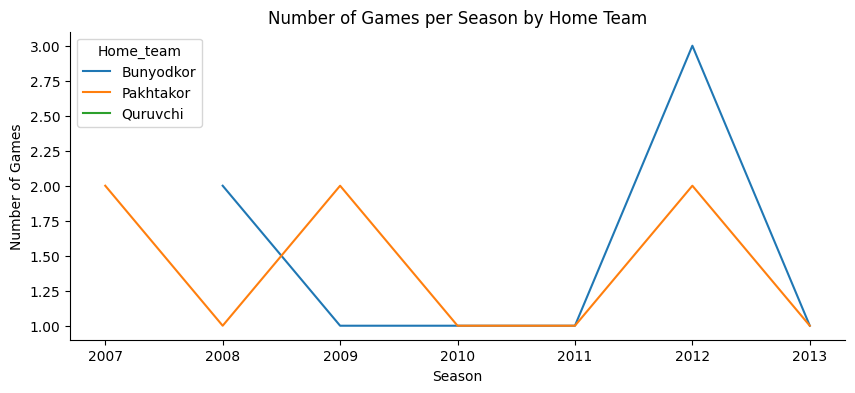 Number of Games per Season by Home Team
Home_team
Bunyodkor
Pakhtakor
Quruvchi
Number of Games
3.00
2.75
2.50
2.25
2.00
1.75
1.50
1.25
1.00
2007 2008 2009 2010 2011 2012 2013
Season